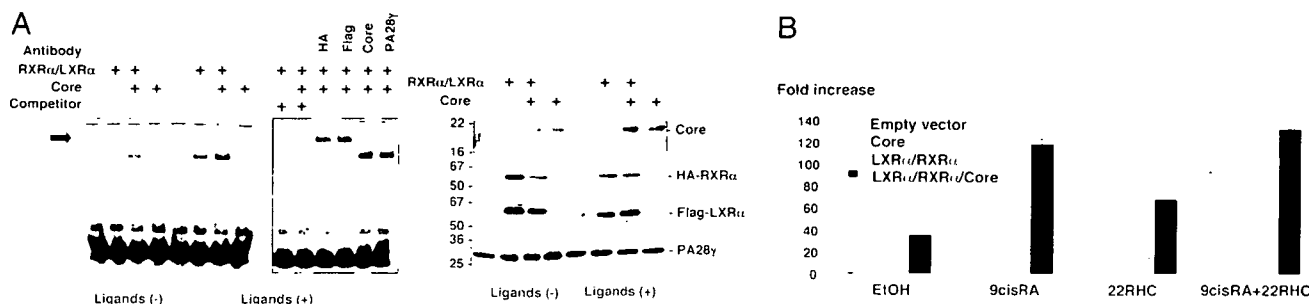 A
Antibody
HA
Flag
Core
PA28γ
RXRα/LXRα + + + + + + + + + +
Core + + + + + + + + +
Competitor + +
Ligands (-)
Ligands (+)
RXRα/LXRα + + + +
Core + + + +
22
16
67
50
67
50
36
25
- Core
- HA-RXRα
- Flag-LXRα
- PA28γ
Ligands (-)
Ligands (+)
B
Fold increase
140
120
100
80
60
40
20
0
Empty vector
Core
LXRα/RXRα
LXRα/RXRα/Core
EtOH
9cisRA
22RHC
9cisRA+22RHC